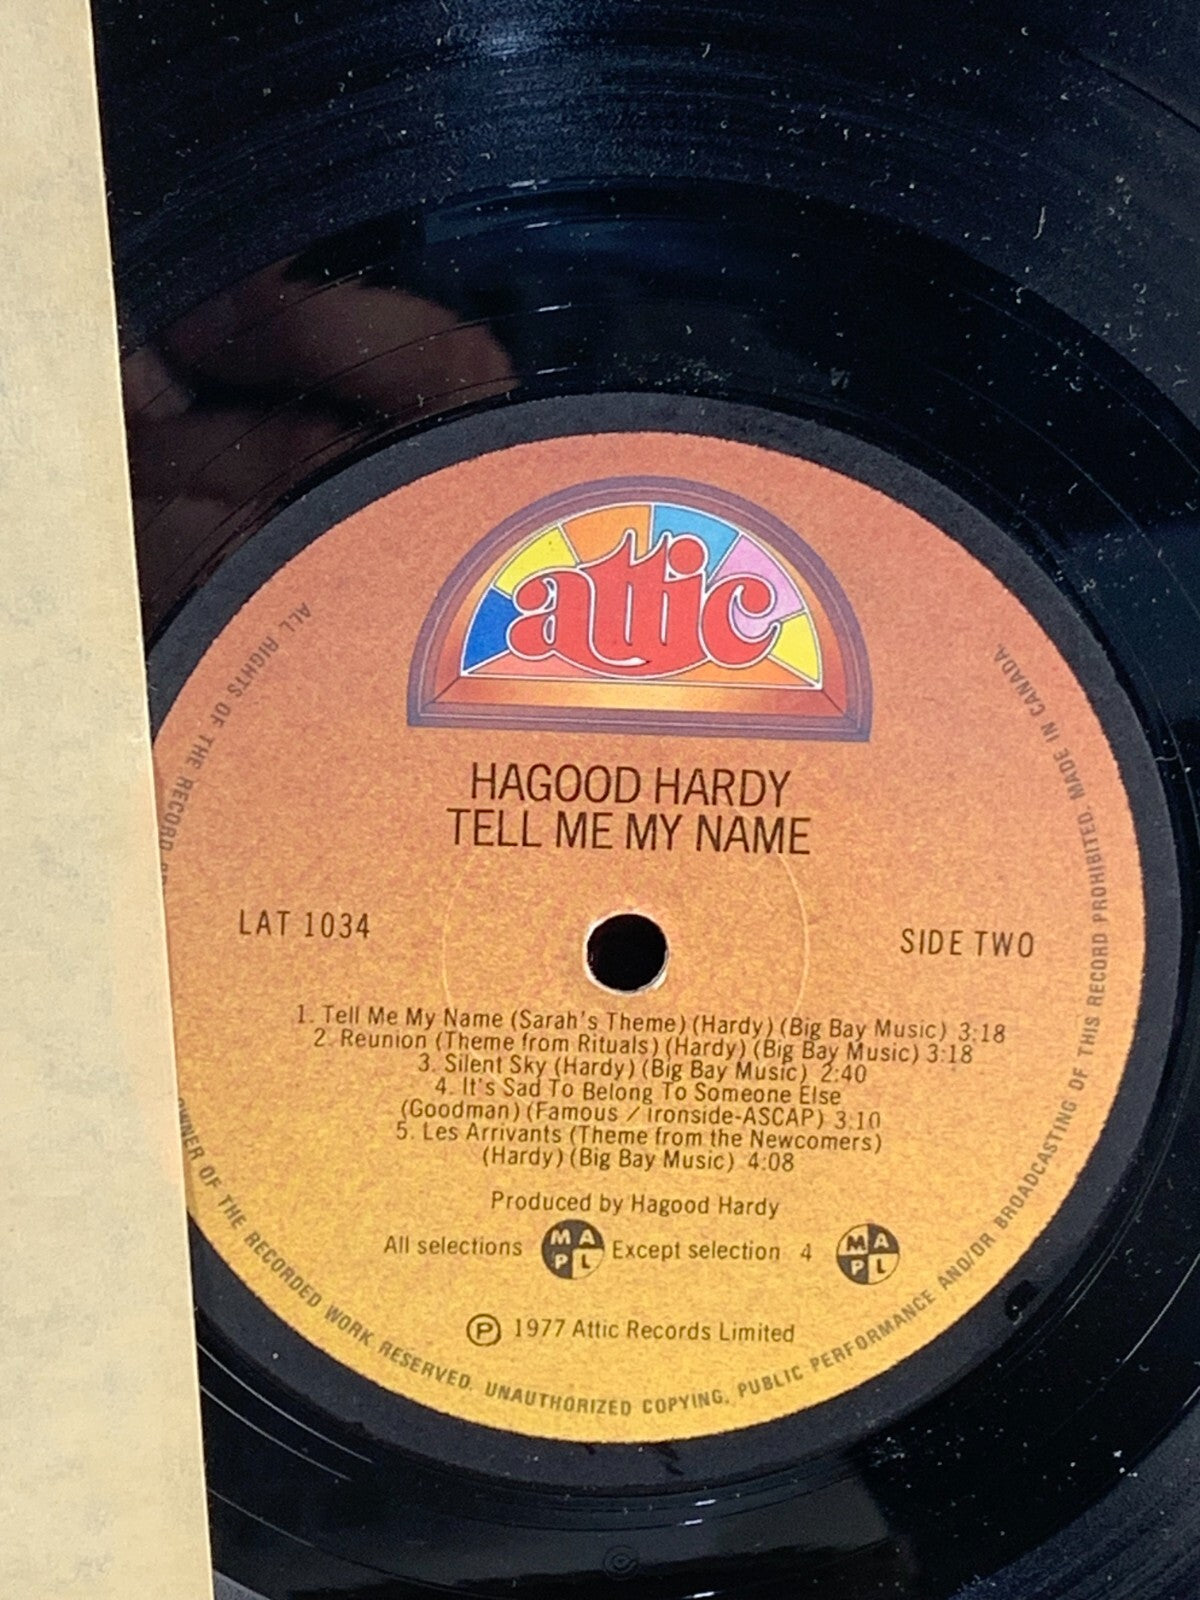 attic
HAGOOD HARDY
TELL ME MY NAME
LAT 1034
SIDE TWO
1. Tell Me My Name (Sarah's Theme) (Hardy) (Big Bay Music) 3:18
2. Reunion (Theme from Rituals) (Hardy) (Big Bay Music) 3:18
3. Silent Sky (Hardy) (Big Bay Music) 2:40
4. It's Sad To Belong To Someone Else
(Goodman) (Famous / ironside-ASCAP) 3:10
5. Les Arrivants (Theme from the Newcomers)
(Hardy) (Big Bay Music) 4:08
Produced by Hagood Hardy
All selections MAPL Except selection 4 MAPL
Ⓟ 1977 Attic Records Limited
ALL RIGHTS OF THE RECORD
OWNER OF THE RECORDED WORK RESERVED. UNAUTHORIZED COPYING, PUBLIC PERFORMANCE AND/OR BROADCASTING OF THIS RECORD PROHIBITED. MADE IN CANADA.